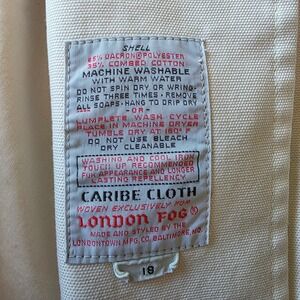 SHELL
65% DACRON® POLYESTER
35% COMBED COTTON
MACHINE WASHABLE
WITH WARM WATER
DO NOT SPIN DRY OR WRING.
RINSE THREE TIMES - REMOVE
ALL SOAPS - HANG TO DRIP DRY
-OR-
COMPLETE WASH CYCLE
PLACE IN MACHINE DRYER
TUMBLE DRY AT 160° F
DO NOT USE BLEACH
DRY CLEANABLE
WASHING AND COOL IRON
TOUCH UP RECOMMENDED
FOR APPEARANCE AND LONGER
LASTING REPELLENCY
CARIBE CLOTH
WOVEN EXCLUSIVELY FOR
LONDON FOG®
MADE AND STYLED BY THE
LONDONTOWN MFG. CO. BALTIMORE, MD.
18